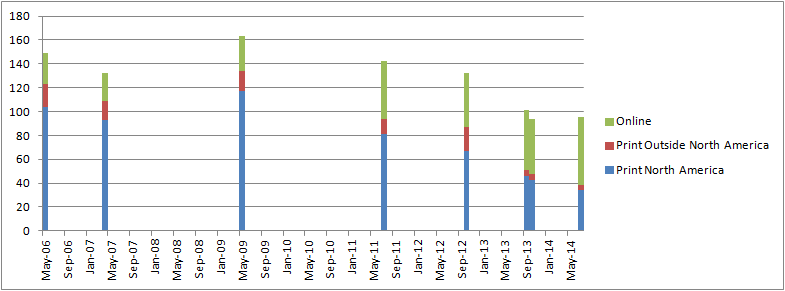 180
160
140
120
100
80
60
40
20
0
May-06
Sep-06
Jan-07
May-07
Sep-07
Jan-08
May-08
Sep-08
Jan-09
May-09
Sep-09
Jan-10
May-10
Sep-10
Jan-11
May-11
Sep-11
Jan-12
May-12
Sep-12
Jan-13
May-13
Sep-13
Jan-14
May-14
Online
Print Outside North America
Print North America